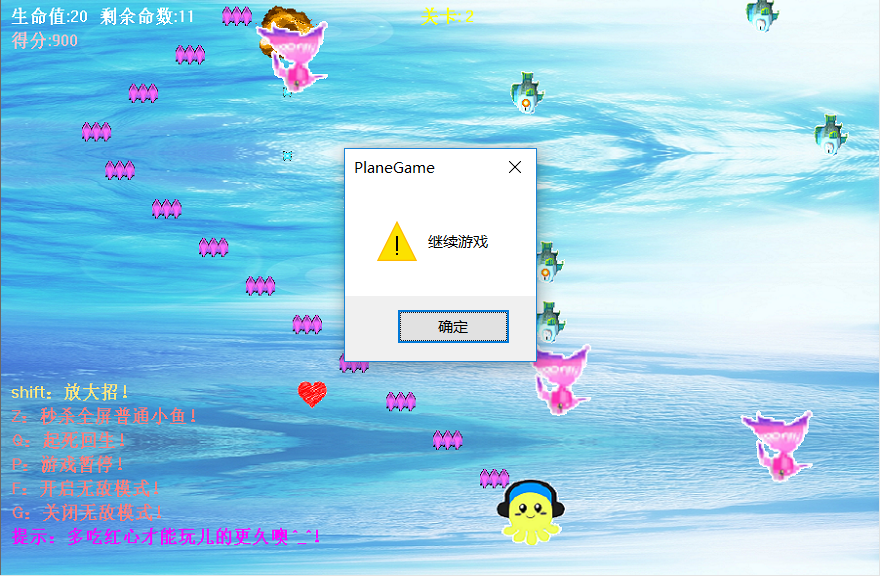 生命值:20 剩余命数:11
关卡:2
得分:900
PlaneGame
继续游戏
确定
shift：放大招！
Z：秒杀全屏普通小鱼！
Q：起死回生！
P：游戏暂停！
F：开启无敌模式！
G：关闭无敌模式！
提示：多吃红心才能玩儿的更久噢^_^！